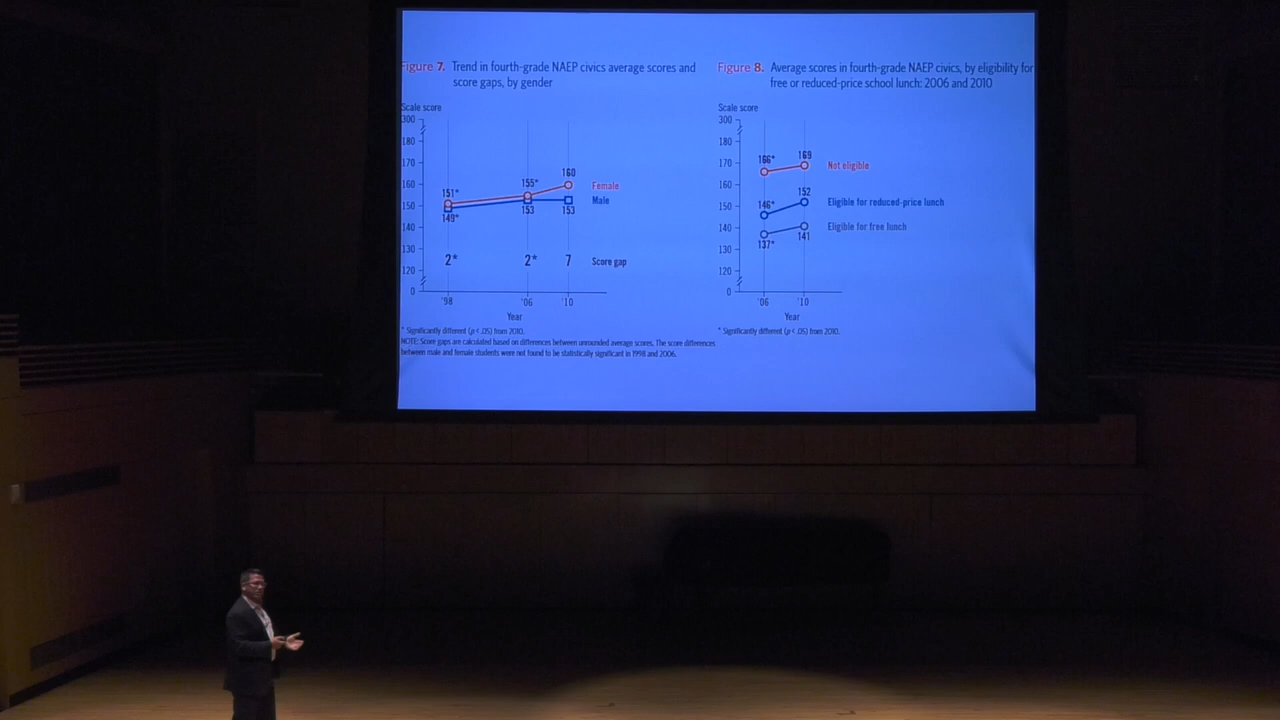 Figure 7. Trend in fourth-grade NAEP civics average scores and
score gaps, by gender
Scale score
300
180
170
160
150
140
130
120
0
151*
149*
155*
153
160
153
Female
Male
2*
2*
7
Score gap
'98
'06
'10
Year
* Significantly different (p < .05) from 2010.
NOTE: Score gaps are calculated based on differences between unrounded average scores. The score differences
between male and female students were not found to be statistically significant in 1998 and 2006.
Figure 8. Average scores in fourth-grade NAEP civics, by eligibility for
free or reduced-price school lunch: 2006 and 2010
Scale score
300
180
170
160
150
140
130
120
0
166*
169
Not eligible
146*
152
Eligible for reduced-price lunch
137*
141
Eligible for free lunch
'06
'10
Year
* Significantly different (p < .05) from 2010.